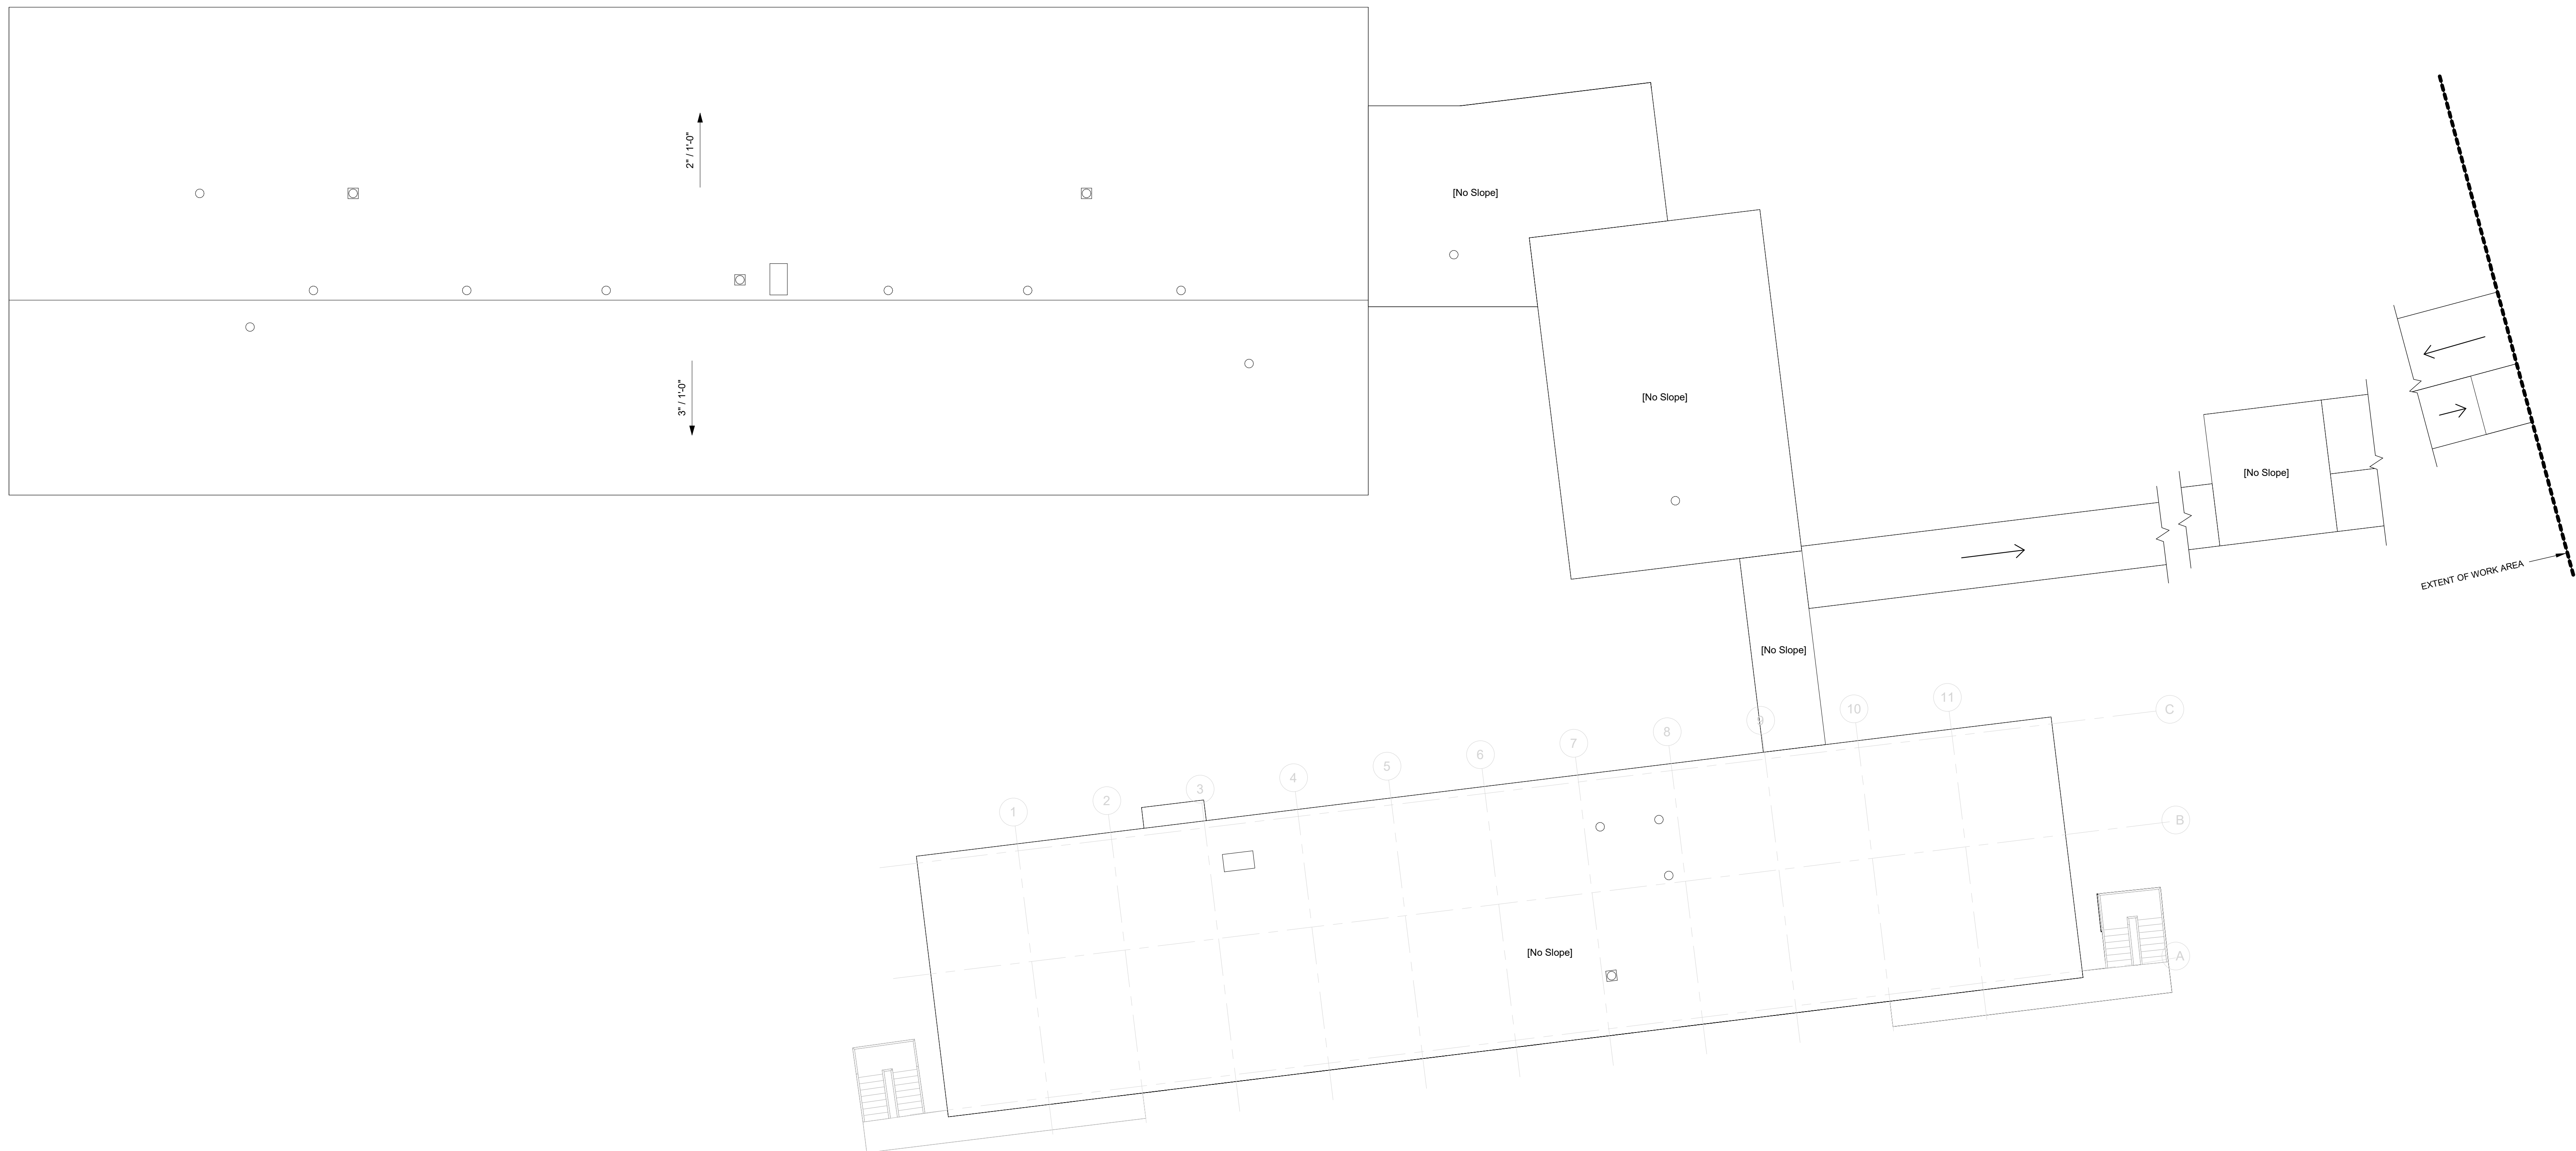 2" / 1'-0"
[No Slope]
3" / 1'-0"
[No Slope]
[No Slope]
EXTENT OF WORK AREA
[No Slope]
1
2
3
4
5
6
7
8
9
10
11
C
B
A
[No Slope]